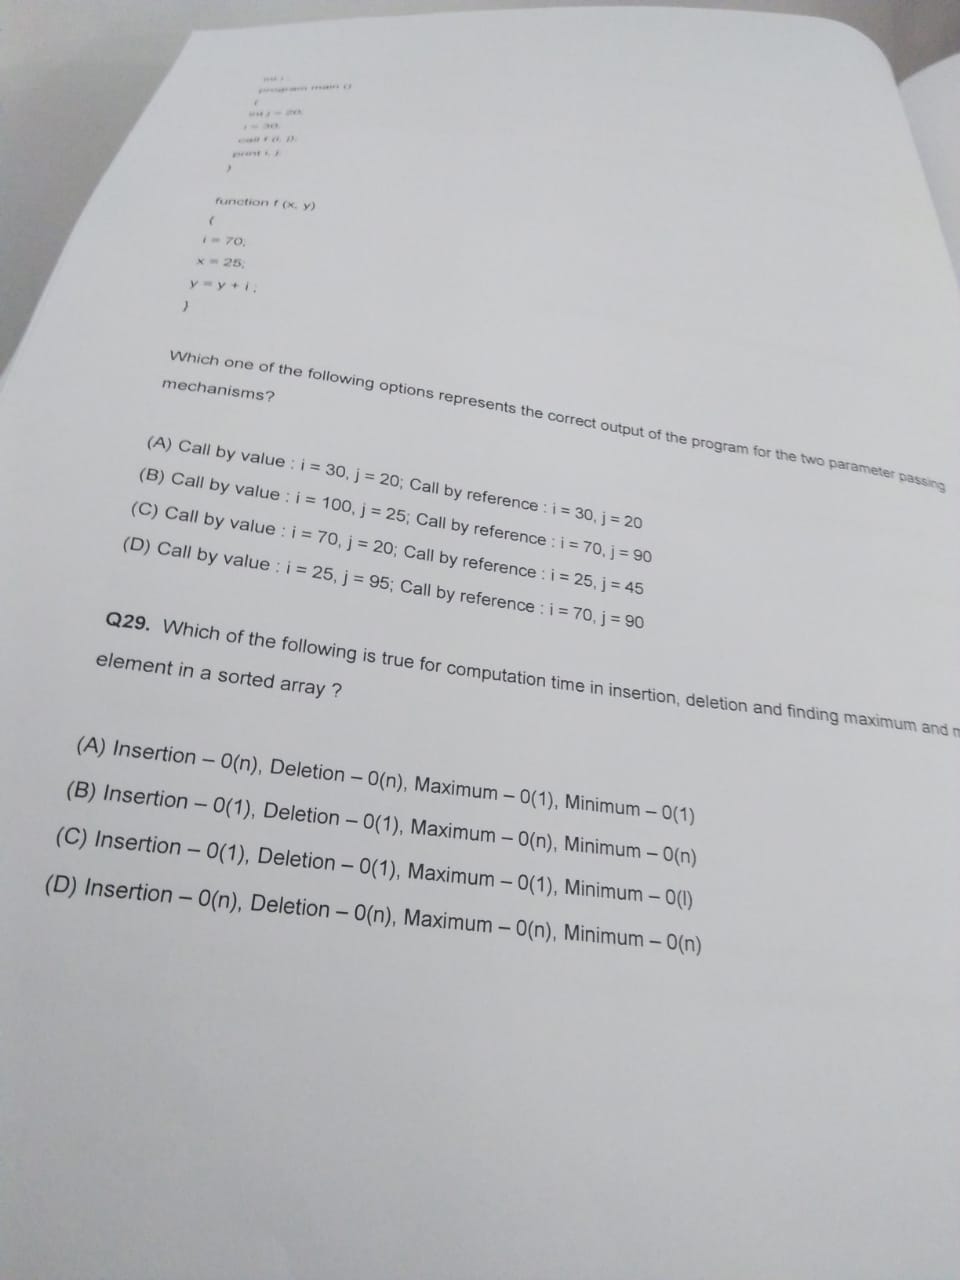 int i ;
program main ()
{
int j = 20;
i = 30;
call f (i, j);
print i, j;
}
function f (x, y)
{
i = 70;
x = 25;
y = y + i ;
}
Which one of the following options represents the correct output of the program for the two parameter passing
mechanisms?
(A) Call by value : i = 30, j = 20; Call by reference : i = 30, j = 20
(B) Call by value : i = 100, j = 25; Call by reference : i = 70, j = 90
(C) Call by value : i = 70, j = 20; Call by reference : i = 25, j = 45
(D) Call by value : i = 25, j = 95; Call by reference : i = 70, j = 90
Q29. Which of the following is true for computation time in insertion, deletion and finding maximum and
element in a sorted array ?
(A) Insertion – 0(n), Deletion – 0(n), Maximum – 0(1), Minimum – 0(1)
(B) Insertion – 0(1), Deletion – 0(1), Maximum – 0(n), Minimum – 0(n)
(C) Insertion – 0(1), Deletion – 0(1), Maximum – 0(1), Minimum – 0(l)
(D) Insertion – 0(n), Deletion – 0(n), Maximum – 0(n), Minimum – 0(n)